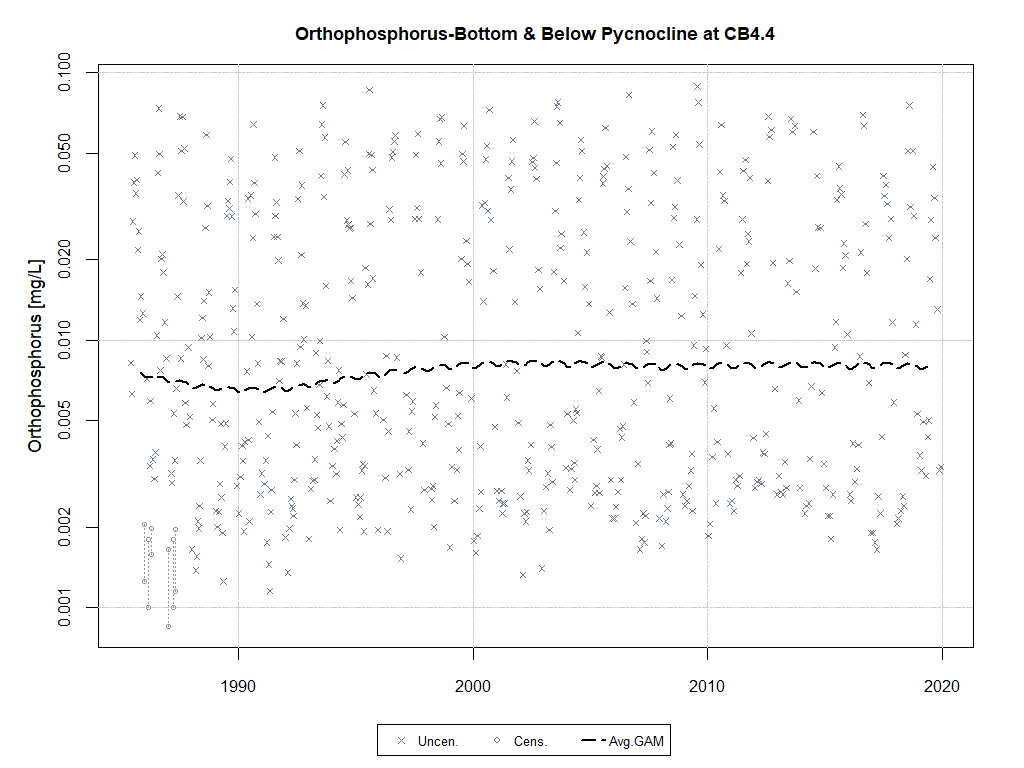 Orthophosphorus-Bottom & Below Pycnocline at CB4.4
Orthophosphorus [mg/L]
0.100
0.050
0.020
0.010
0.005
0.002
0.001
1990
2000
2010
2020
Uncen.
Cens.
Avg.GAM